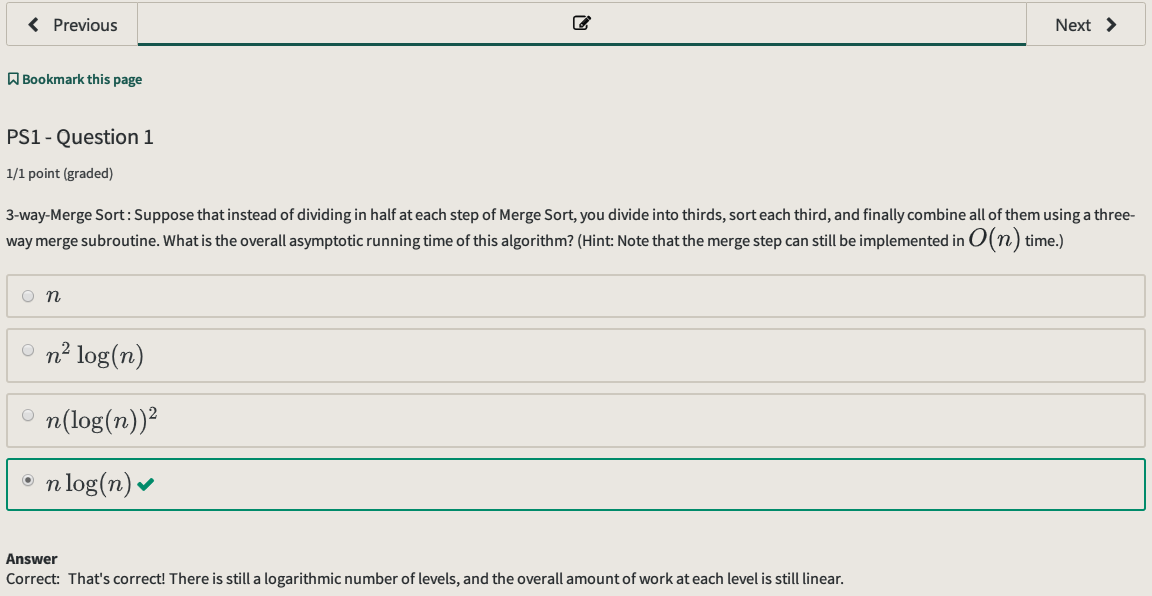 Previous
Next
Bookmark this page
PS1 - Question 1
1/1 point (graded)
3-way-Merge Sort : Suppose that instead of dividing in half at each step of Merge Sort, you divide into thirds, sort each third, and finally combine all of them using a three-
way merge subroutine. What is the overall asymptotic running time of this algorithm? (Hint: Note that the merge step can still be implemented in O(n) time.)
n
n² log(n)
n(log(n))²
n log(n)
Answer
Correct: That's correct! There is still a logarithmic number of levels, and the overall amount of work at each level is still linear.